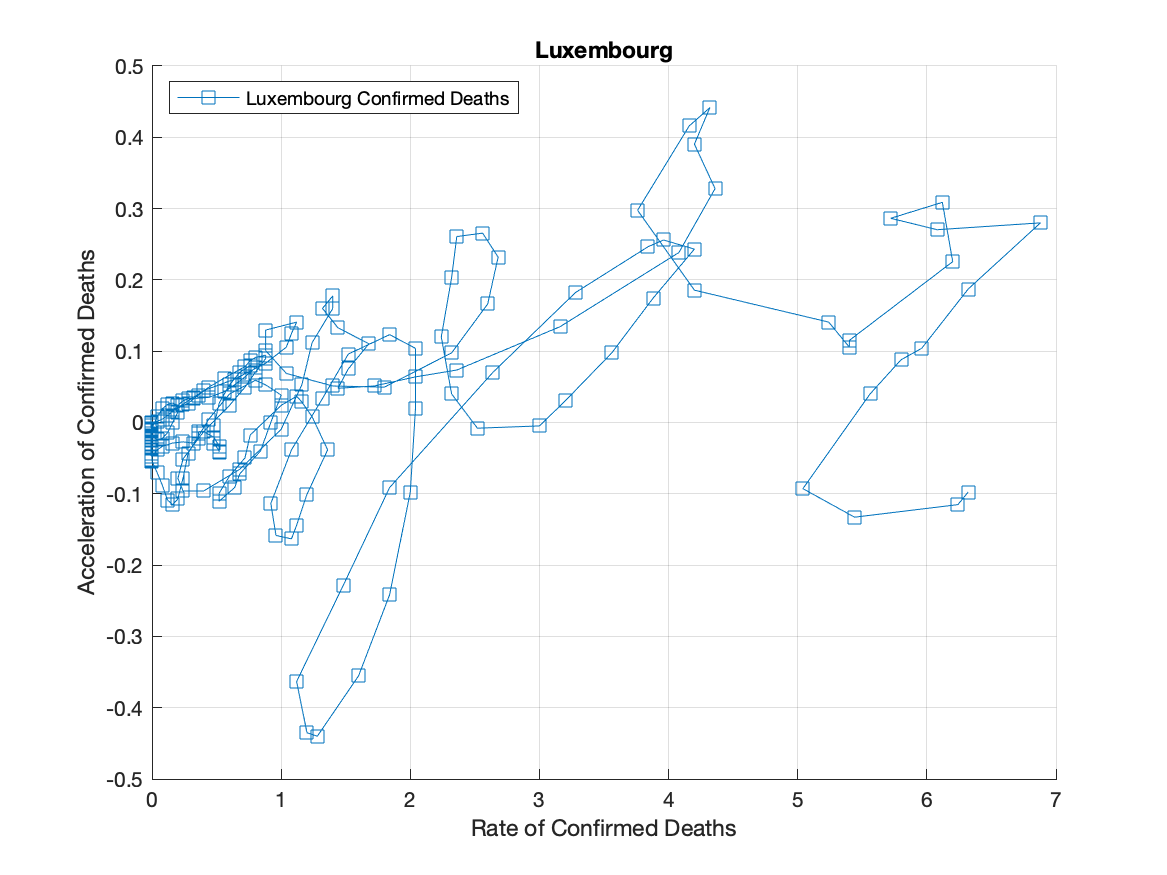 Luxembourg
Luxembourg Confirmed Deaths
0.5
0.4
0.3
0.2
0.1
0
-0.1
-0.2
-0.3
-0.4
-0.5
Acceleration of Confirmed Deaths
0 1 2 3 4 5 6 7
Rate of Confirmed Deaths